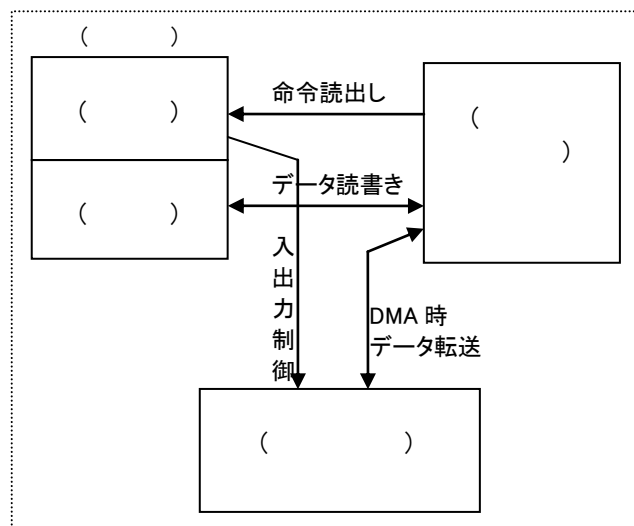 (　　　)
(　　　)
命令読出し
(
)
データ読書き
(　　　)
入出力制御
DMA 時
データ転送
(　　　　　)